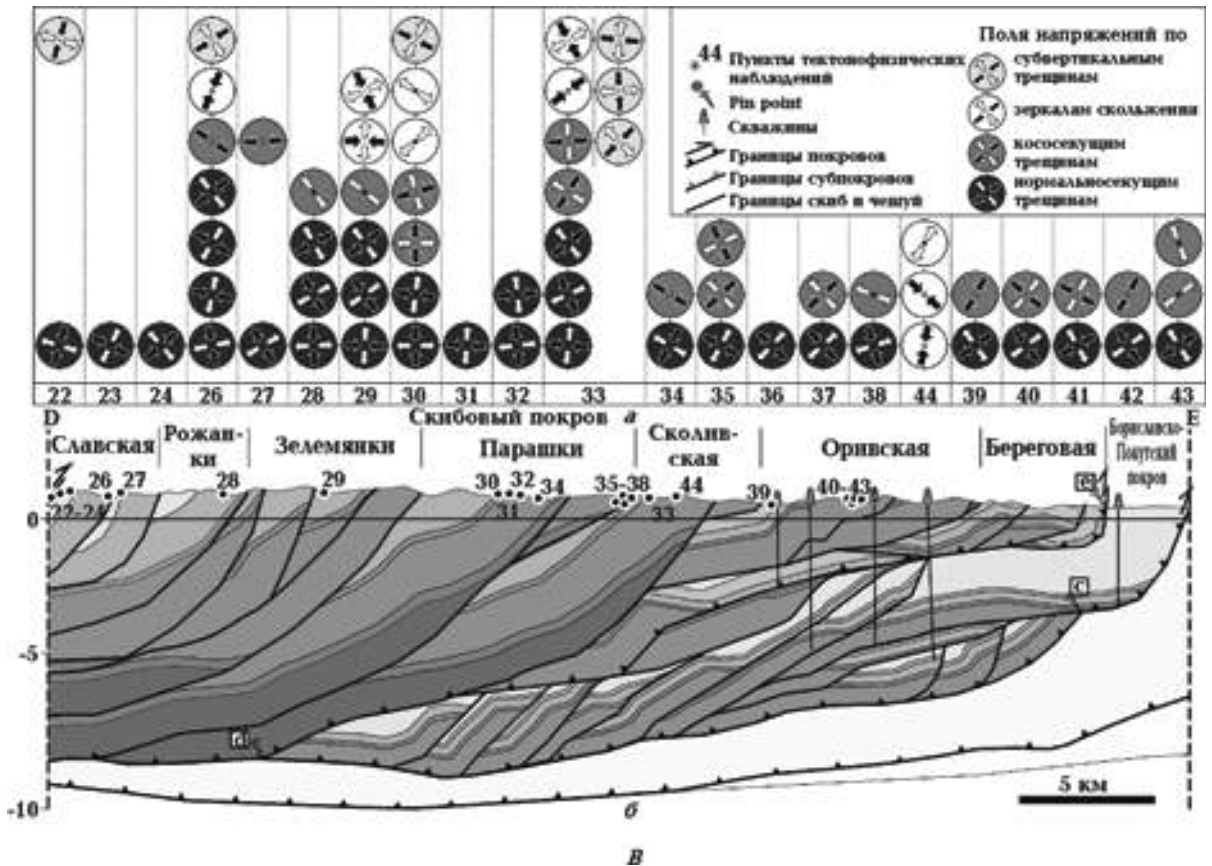 44 Пункты тектонофизических
наблюдений
Pin point
Скважины
Границы покровов
Границы субпокровов
Границы скиб и чешуй
Поля напряжений по
субвертикальным
трещинам
зеркалам скольжения
кососекущим
трещинам
нормальносекущим
трещинам
22 23 24 26 27 28 29 30 31 32 33 34 35 36 37 38 44 39 40 41 42 43
D Скибовый покров а E
Славская
Рожан-
ки
Зелемянки
Парашки
Сколив-
ская
Оривская
Береговая
Бориславско-
Покутский
покров
22-24 26 27 28 29 30 31 32 34 35-38 33 44 39 40-43
0
-5
-10
C
5 км
б
в